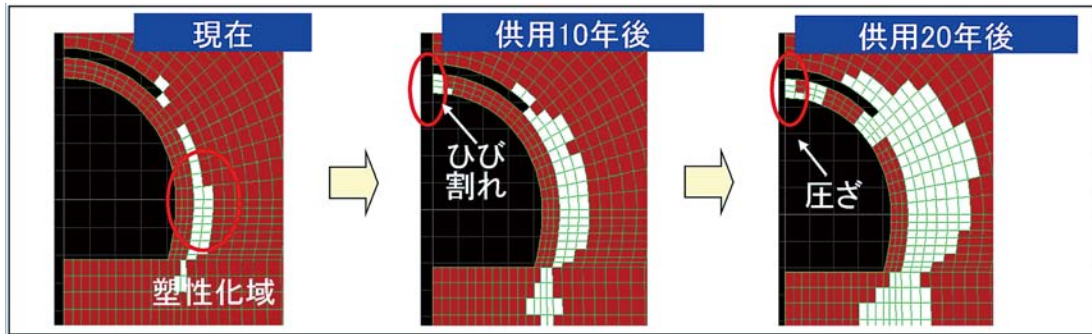 現在
供用10年後
供用20年後
塑性化域
ひび
割れ
圧ざ